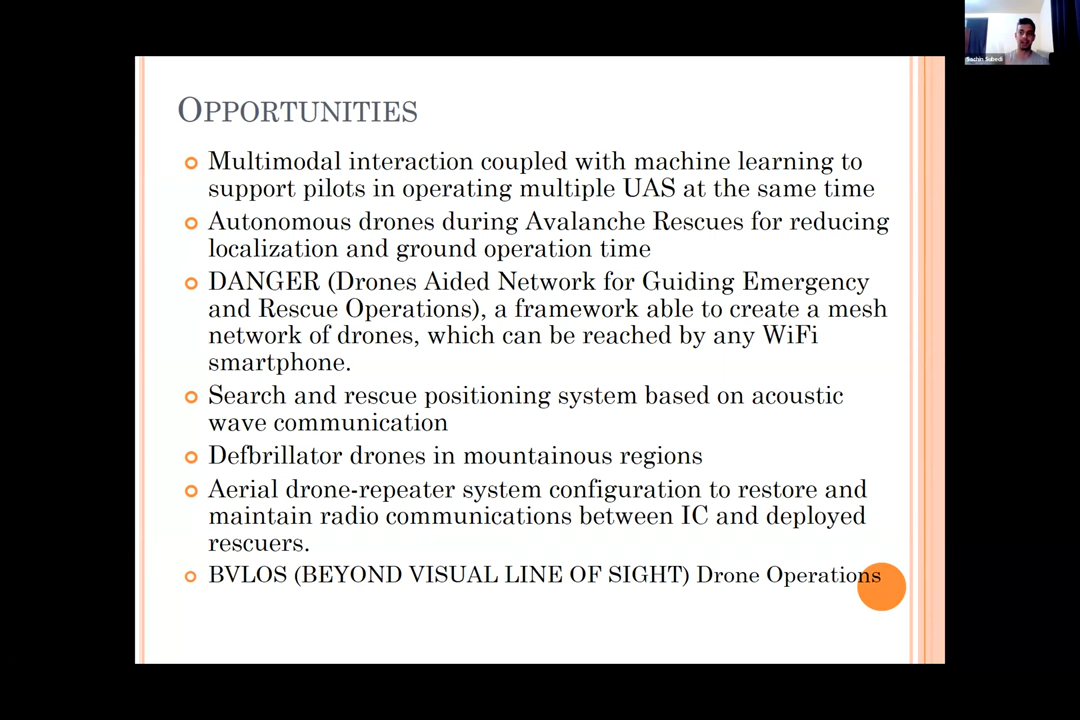 Sachin Subedi
OPPORTUNITIES
Multimodal interaction coupled with machine learning to
support pilots in operating multiple UAS at the same time
Autonomous drones during Avalanche Rescues for reducing
localization and ground operation time
DANGER (Drones Aided Network for Guiding Emergency
and Rescue Operations), a framework able to create a mesh
network of drones, which can be reached by any WiFi
smartphone.
Search and rescue positioning system based on acoustic
wave communication
Defbrillator drones in mountainous regions
Aerial drone-repeater system configuration to restore and
maintain radio communications between IC and deployed
rescuers.
BVLOS (BEYOND VISUAL LINE OF SIGHT) Drone Operations